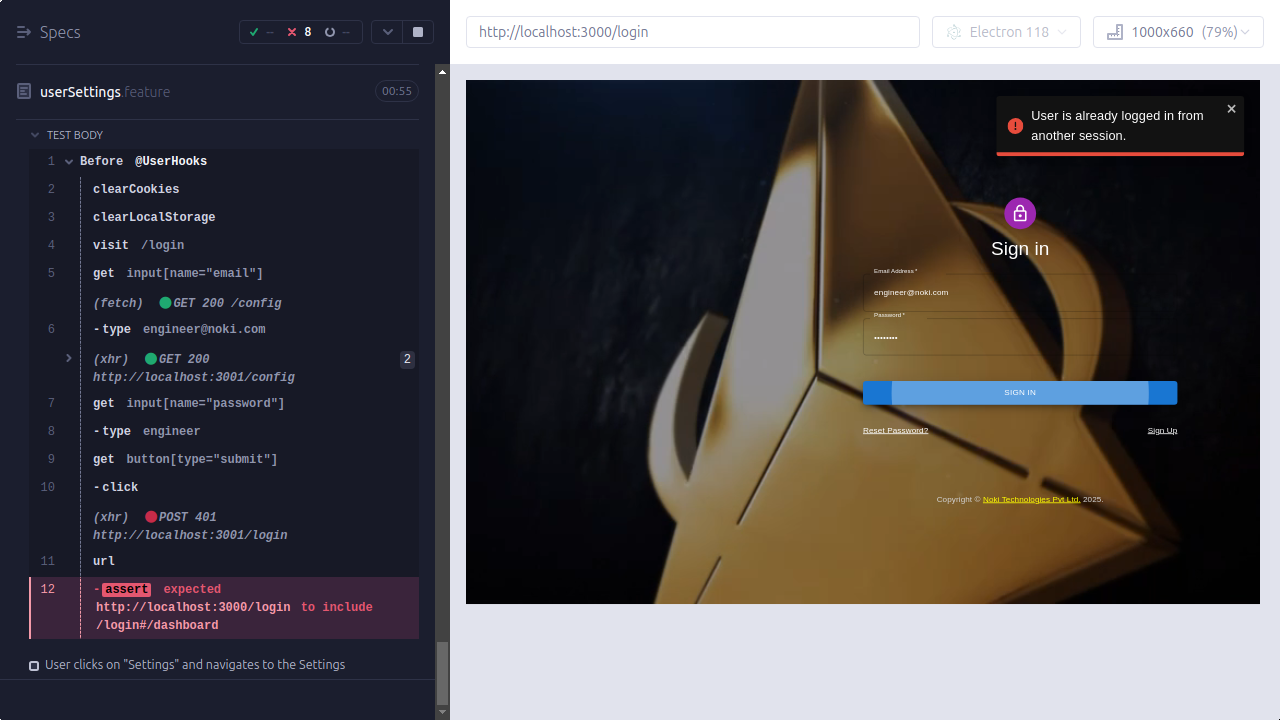 Specs
-- 8 --
userSettings.feature
00:55
TEST BODY
1 Before @UserHooks
2 clearCookies
3 clearLocalStorage
4 visit /login
5 get input[name="email"]
(fetch) GET 200 /config
6 -type engineer@noki.com
(xhr) GET 200 2
http://localhost:3001/config
7 get input[name="password"]
8 -type engineer
9 get button[type="submit"]
10 -click
(xhr) POST 401
http://localhost:3001/login
11 url
12 -assert expected
http://localhost:3000/login to include
/login#/dashboard
User clicks on "Settings" and navigates to the Settings
http://localhost:3000/login
Electron 118
1000x660 (79%)
User is already logged in from
another session.
Sign in
Email Address *
engineer@noki.com
Password *
••••••••
SIGN IN
Reset Password? Sign Up
Copyright © Noki Technologies Pvt Ltd. 2025.